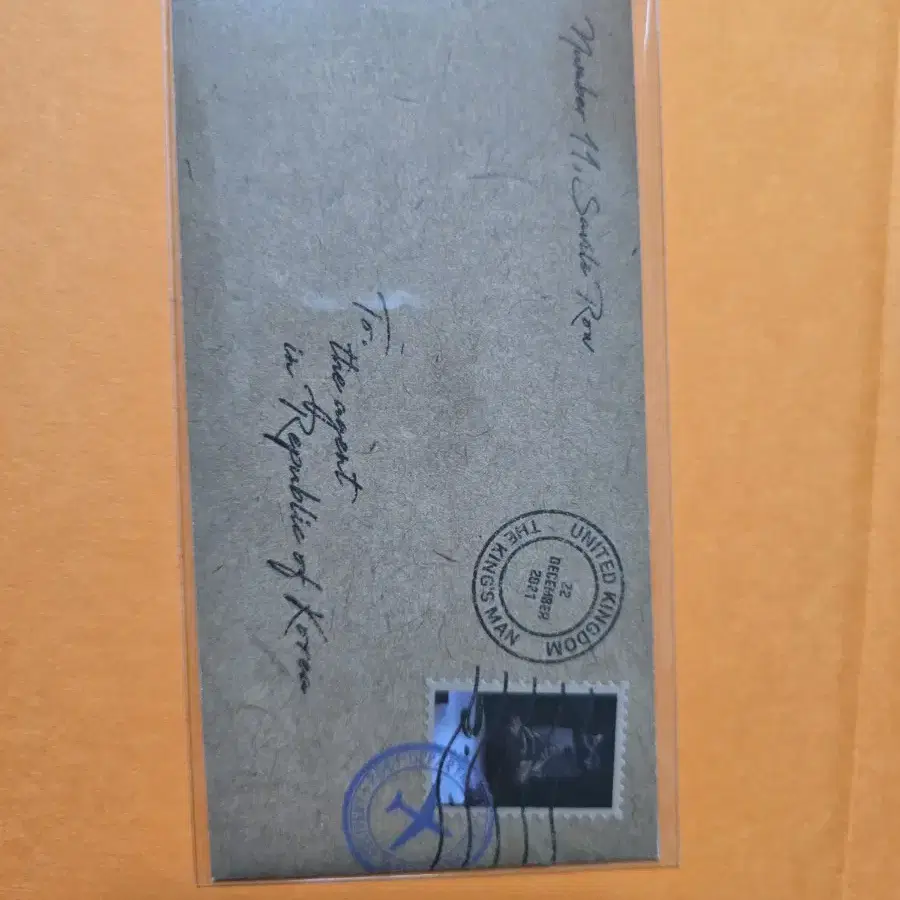 Number 11, Savile Row
To. the agent
in Republic of Korea
UNITED KINGDOM
THE KING'S MAN
22
DECEMBER
2021